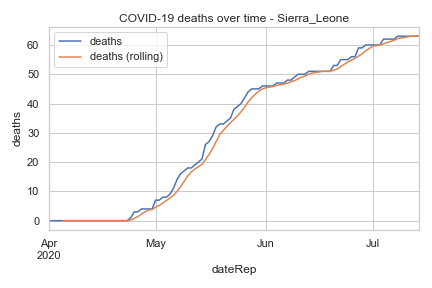 COVID-19 deaths over time - Sierra_Leone
deaths
deaths (rolling)
60
50
40
30
20
10
0
deaths
Apr
2020
May
Jun
Jul
dateRep